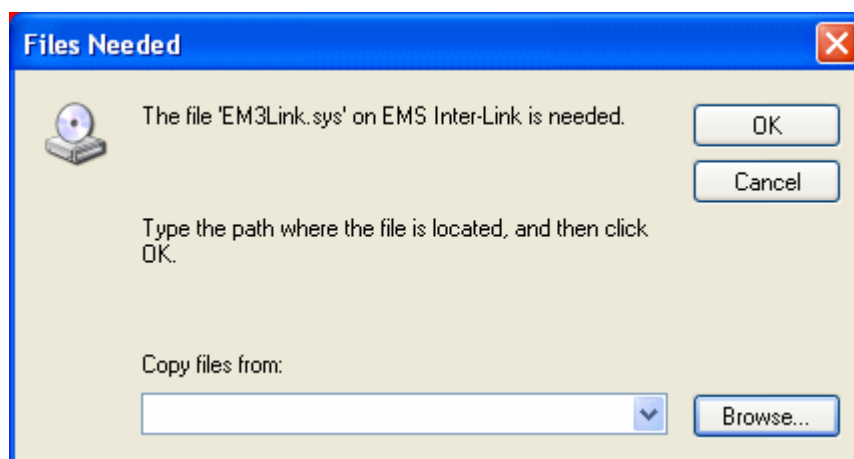 Files Needed
The file 'EM3Link.sys' on EMS Inter-Link is needed.
OK
Cancel
Type the path where the file is located, and then click
OK.
Copy files from:
Browse...